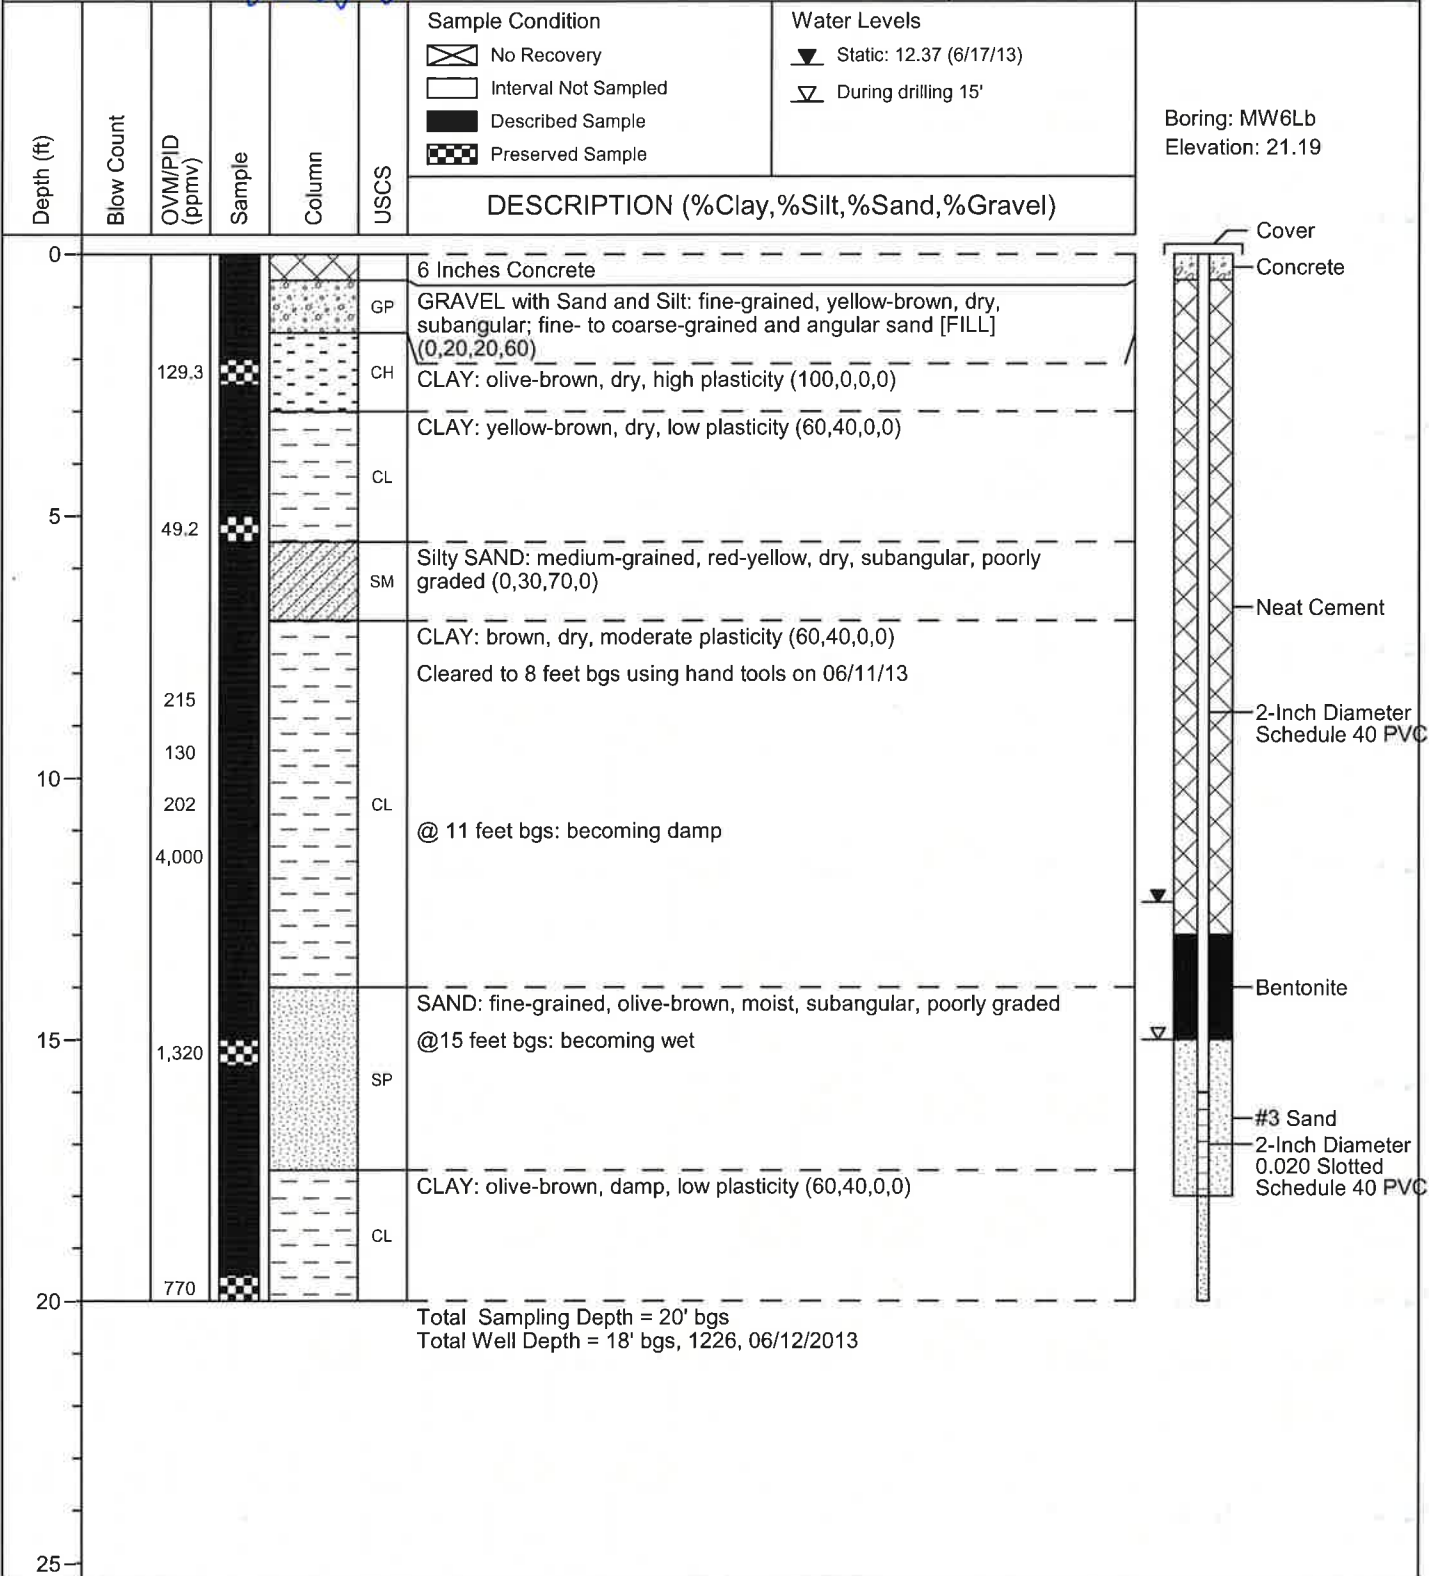 Sample Condition
No Recovery
Interval Not Sampled
Described Sample
Preserved Sample
Water Levels
Static: 12.37 (6/17/13)
During drilling 15'
Boring: MW6Lb
Elevation: 21.19
Depth (ft)
Blow Count
OVM/PID
(ppmv)
Sample
Column
USCS
DESCRIPTION (%Clay,%Silt,%Sand,%Gravel)
Cover
0
6 Inches Concrete
Concrete
GP
GRAVEL with Sand and Silt: fine-grained, yellow-brown, dry,
subangular; fine- to coarse-grained and angular sand [FILL]
(0,20,20,60)
129.3
CH
CLAY: olive-brown, dry, high plasticity (100,0,0,0)
CLAY: yellow-brown, dry, low plasticity (60,40,0,0)
CL
5
49.2
Silty SAND: medium-grained, red-yellow, dry, subangular, poorly
graded (0,30,70,0)
SM
Neat Cement
CLAY: brown, dry, moderate plasticity (60,40,0,0)
Cleared to 8 feet bgs using hand tools on 06/11/13
215
2-Inch Diameter
Schedule 40 PVC
130
10
202
CL
@ 11 feet bgs: becoming damp
4,000
Bentonite
SAND: fine-grained, olive-brown, moist, subangular, poorly graded
15
@15 feet bgs: becoming wet
1,320
SP
#3 Sand
2-Inch Diameter
0.020 Slotted
Schedule 40 PVC
CLAY: olive-brown, damp, low plasticity (60,40,0,0)
CL
770
20
Total Sampling Depth = 20' bgs
Total Well Depth = 18' bgs, 1226, 06/12/2013
25